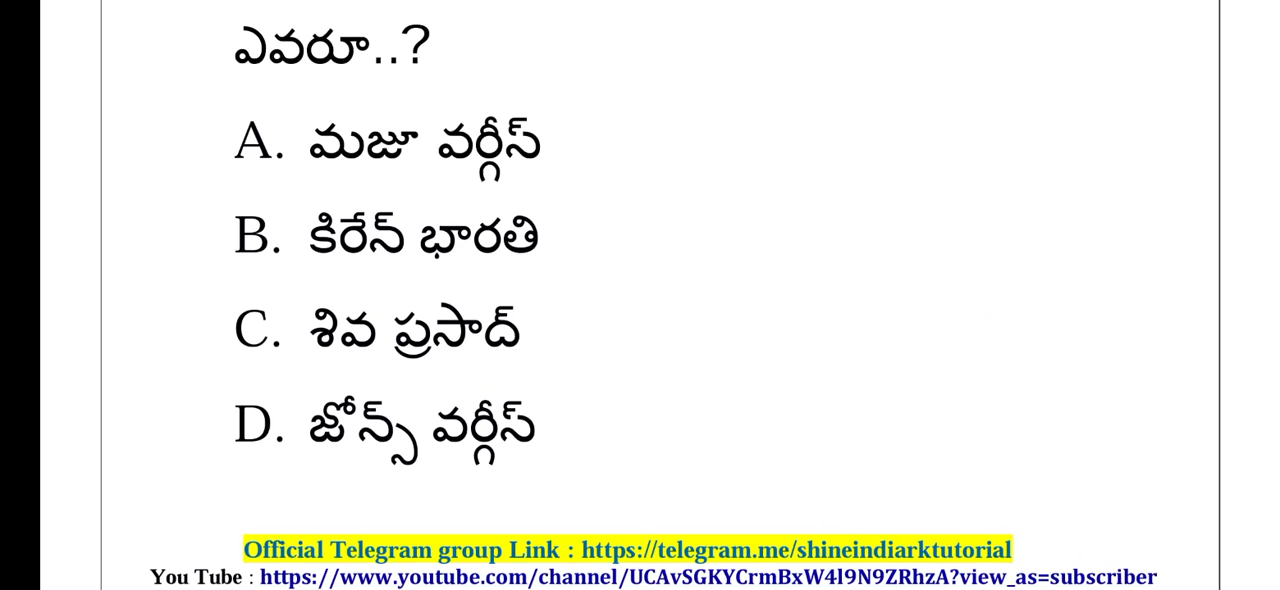 ఎవరూ..?
A. మజూ వర్గీస్
B. కిరేన్ భారతి
C. శివ ప్రసాద్
D. జోన్స్ వర్గీస్
Official Telegram group Link : https://telegram.me/shineindiarktutorial
You Tube : https://www.youtube.com/channel/UCAvSGKYCrmBxW4l9N9ZRhzA?view_as=subscriber